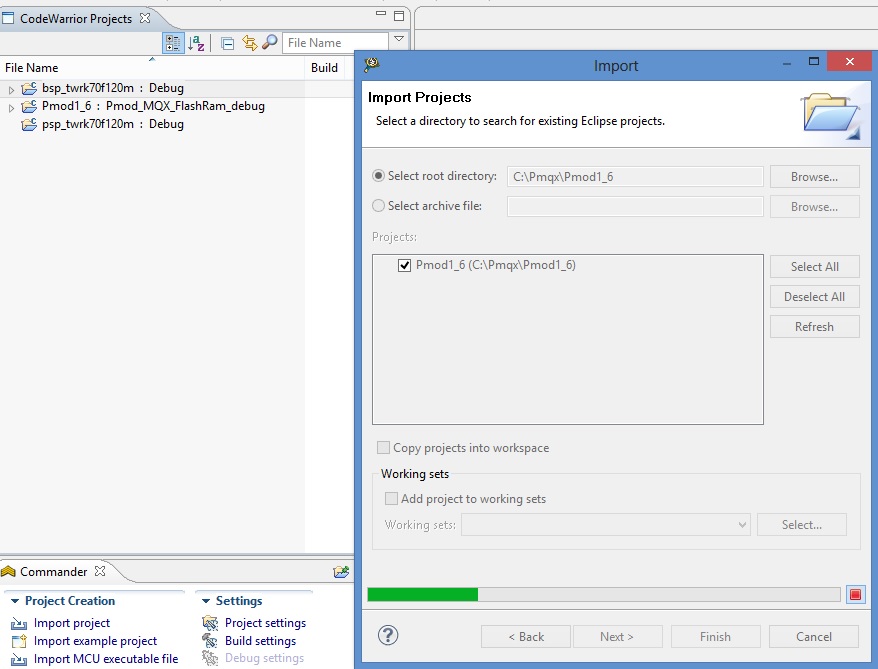 CodeWarrior Projects
File Name
File Name
Build
bsp_twrk70f120m : Debug
Pmod1_6 : Pmod_MQX_FlashRam_debug
psp_twrk70f120m : Debug
Import
Import Projects
Select a directory to search for existing Eclipse projects.
Select root directory:
C:\Pmqx\Pmod1_6
Browse...
Select archive file:
Browse...
Projects:
Pmod1_6 (C:\Pmqx\Pmod1_6)
Select All
Deselect All
Refresh
Copy projects into workspace
Working sets
Add project to working sets
Working sets:
Select...
< Back
Next >
Finish
Cancel
Commander
Project Creation
Import project
Import example project
Import MCU executable file
Settings
Project settings
Build settings
Debug settings